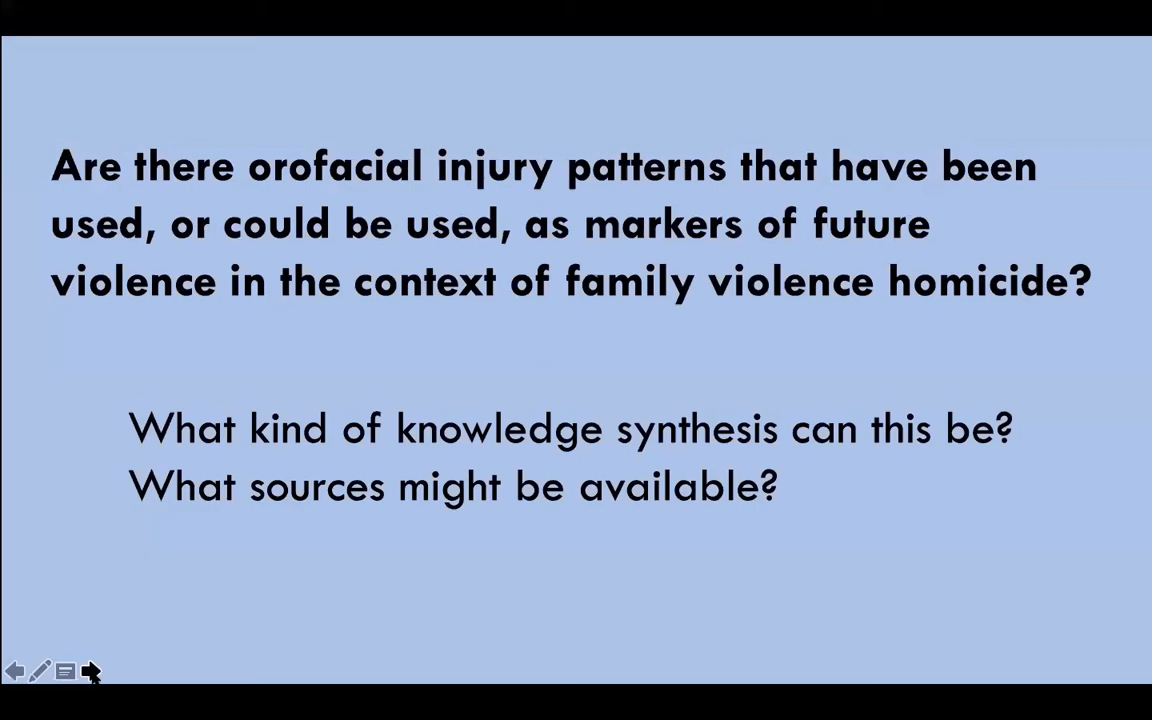 Are there orofacial injury patterns that have been
used, or could be used, as markers of future
violence in the context of family violence homicide?
What kind of knowledge synthesis can this be?
What sources might be available?